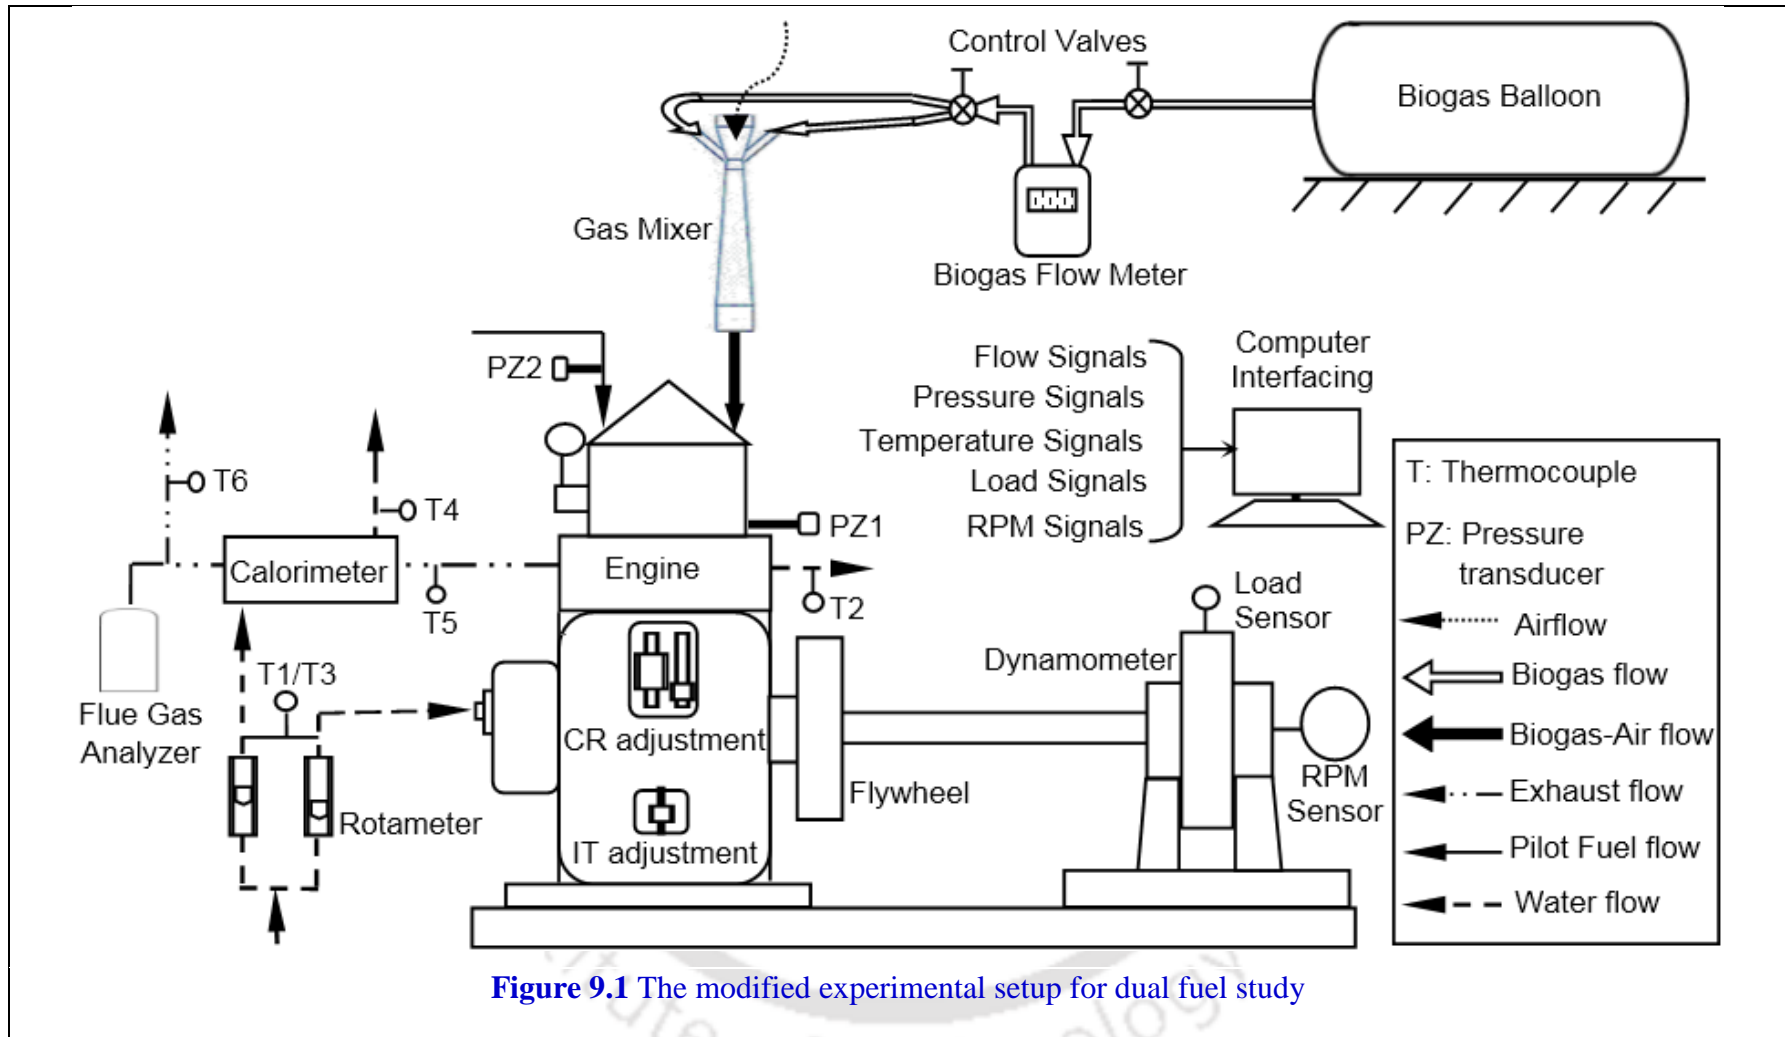 Control Valves
Biogas Balloon
Gas Mixer
Biogas Flow Meter
PZ2
Flow Signals
Pressure Signals
Temperature Signals
Load Signals
RPM Signals
Computer
Interfacing
T6
T4
PZ1
Calorimeter
Engine
T5
T2
T1/T3
Flue Gas
Analyzer
Rotameter
CR adjustment
IT adjustment
Flywheel
Dynamometer
Load
Sensor
RPM
Sensor
T: Thermocouple
PZ: Pressure
transducer
Airflow
Biogas flow
Biogas-Air flow
Exhaust flow
Pilot Fuel flow
Water flow
Figure 9.1 The modified experimental setup for dual fuel study